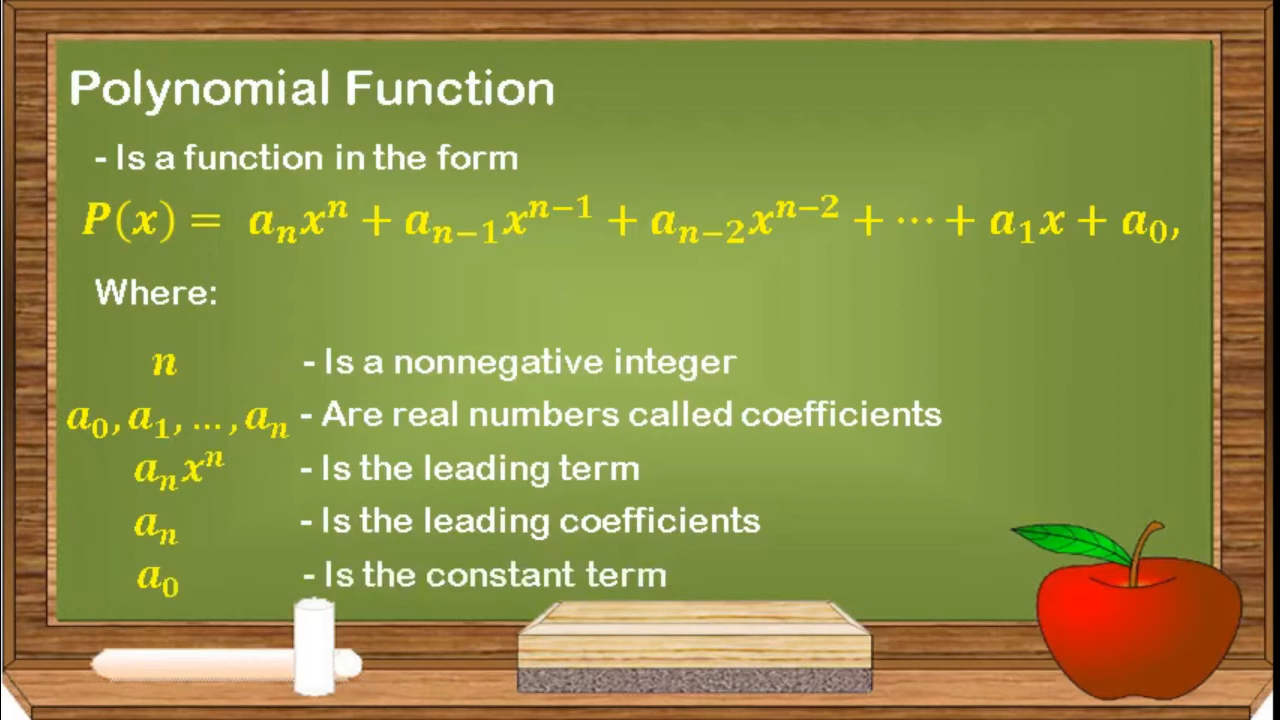 Polynomial Function
- Is a function in the form
P(x) = aₙxⁿ + aₙ₋₁xⁿ⁻¹ + aₙ₋₂xⁿ⁻² + ⋯ + a₁x + a₀,
Where:
n - Is a nonnegative integer
a₀, a₁, …, aₙ - Are real numbers called coefficients
aₙxⁿ - Is the leading term
aₙ - Is the leading coefficients
a₀ - Is the constant term